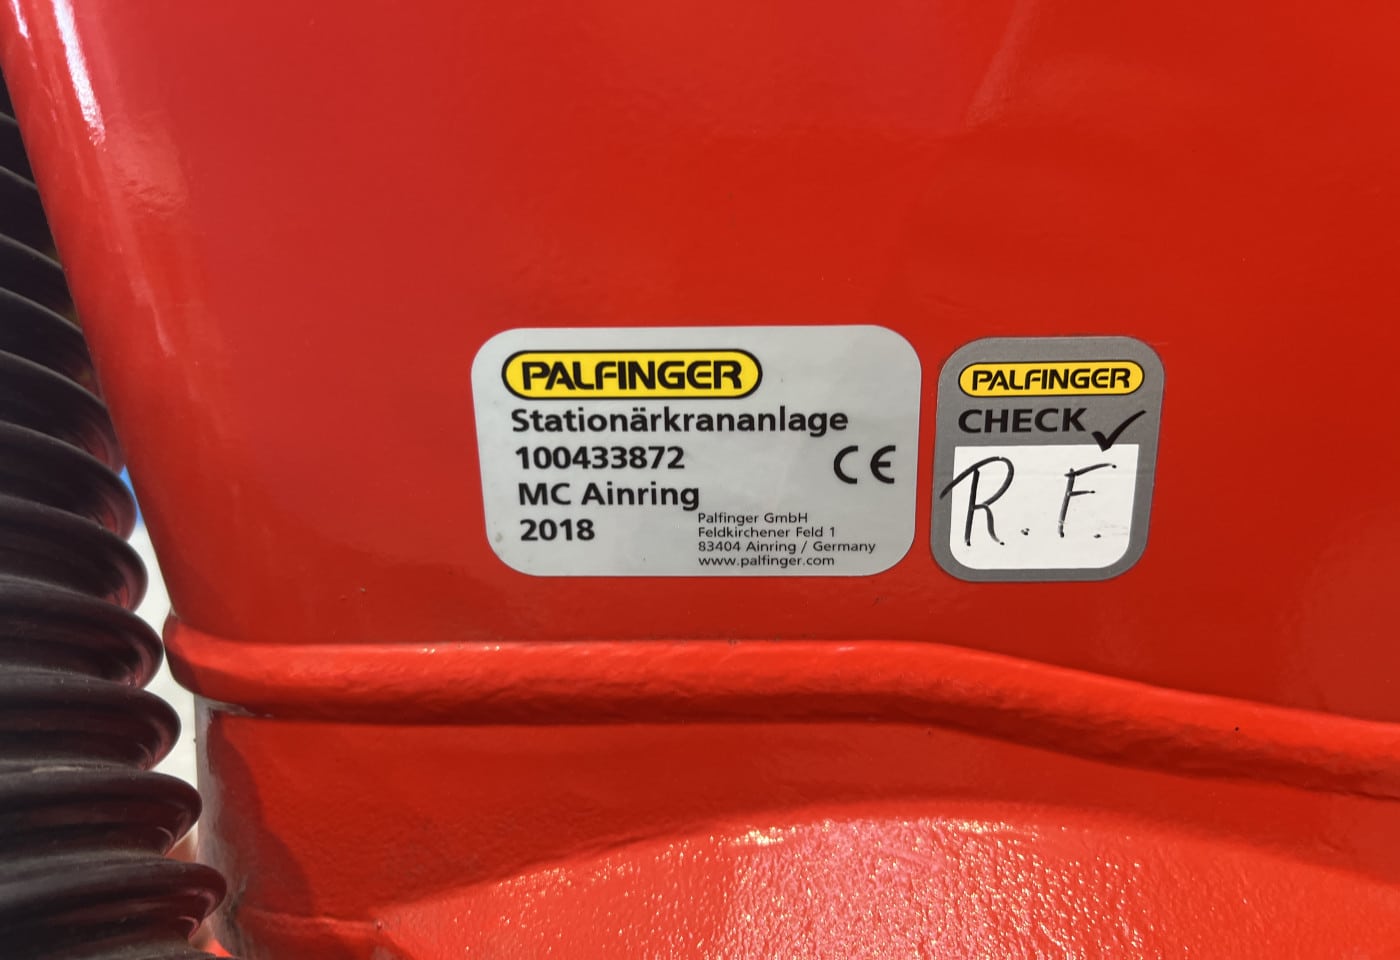 PALFINGER
Stationärkrananlage
100433872
MC Ainring
2018
CE
Palfinger GmbH
Feldkirchener Feld 1
83404 Ainring / Germany
www.palfinger.com
PALFINGER
CHECK
R. F.